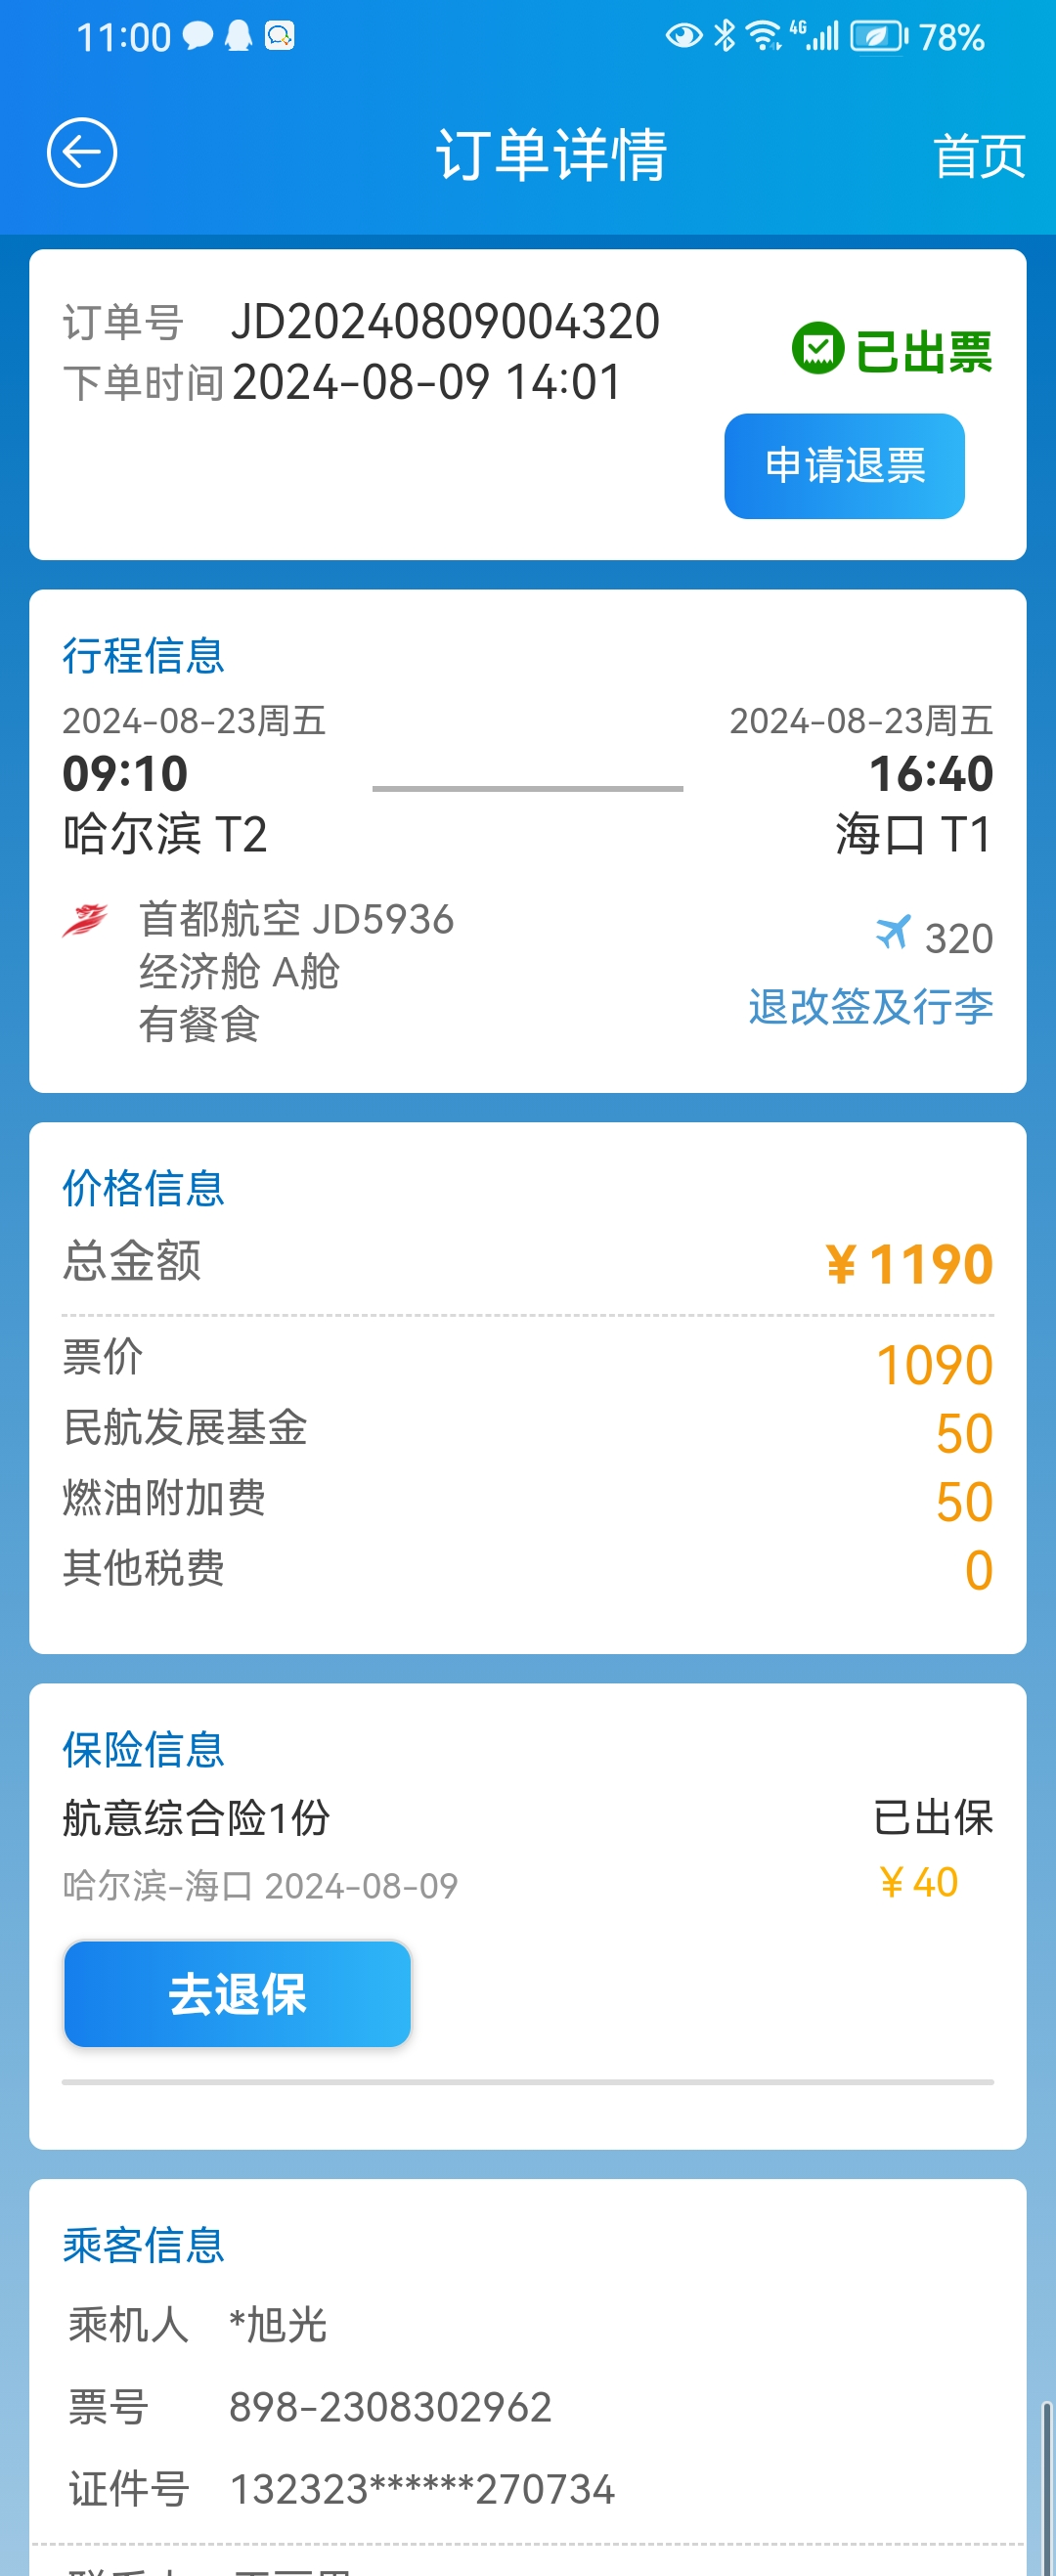 11:00 4G 78%
订单详情 首页
订单号 JD20240809004320
已出票
下单时间 2024-08-09 14:01
申请退票
行程信息
2024-08-23周五 2024-08-23周五
09:10 16:40
哈尔滨 T2 海口 T1
首都航空 JD5936
320
经济舱 A舱
退改签及行李
有餐食
价格信息
总金额 ¥ 1190
票价 1090
民航发展基金 50
燃油附加费 50
其他税费 0
保险信息
航意综合险1份 已出保
哈尔滨-海口 2024-08-09 ¥ 40
去退保
乘客信息
乘机人 *旭光
票号 898-2308302962
证件号 132323******270734